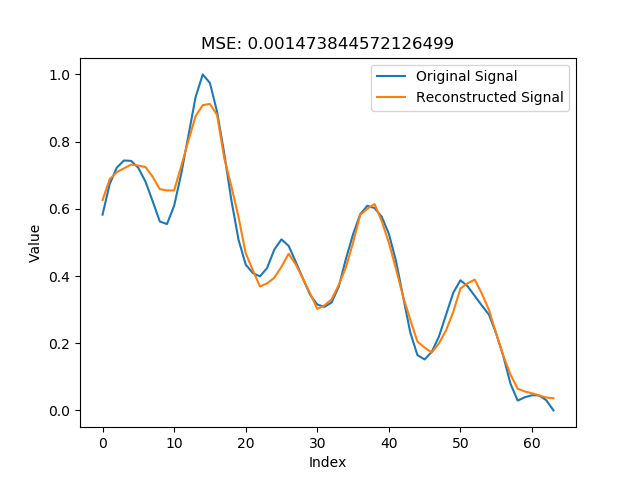 MSE: 0.001473844572126499
Original Signal
Reconstructed Signal
1.0
0.8
0.6
0.4
0.2
0.0
Value
0 10 20 30 40 50 60
Index